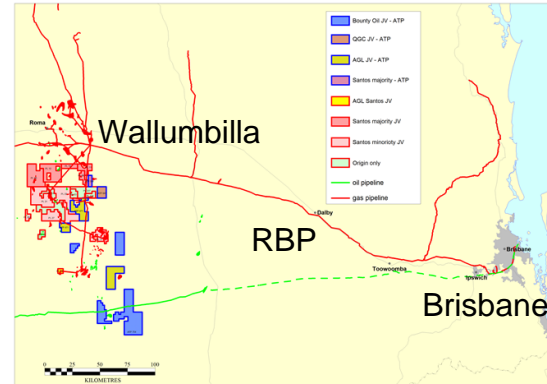 Bounty Oil JV - ATP
QGC JV - ATP
AGL JV - ATP
Santos majority - ATP
AGL Santos JV
Santos majority JV
Santos minorioty JV
Origin only
oil pipeline
gas pipeline
Roma
Wallumbilla
Dalby
RBP
Toowoomba
Brisbane
Ipswich
Brisbane
0 25 50 75 100
KILOMETRES